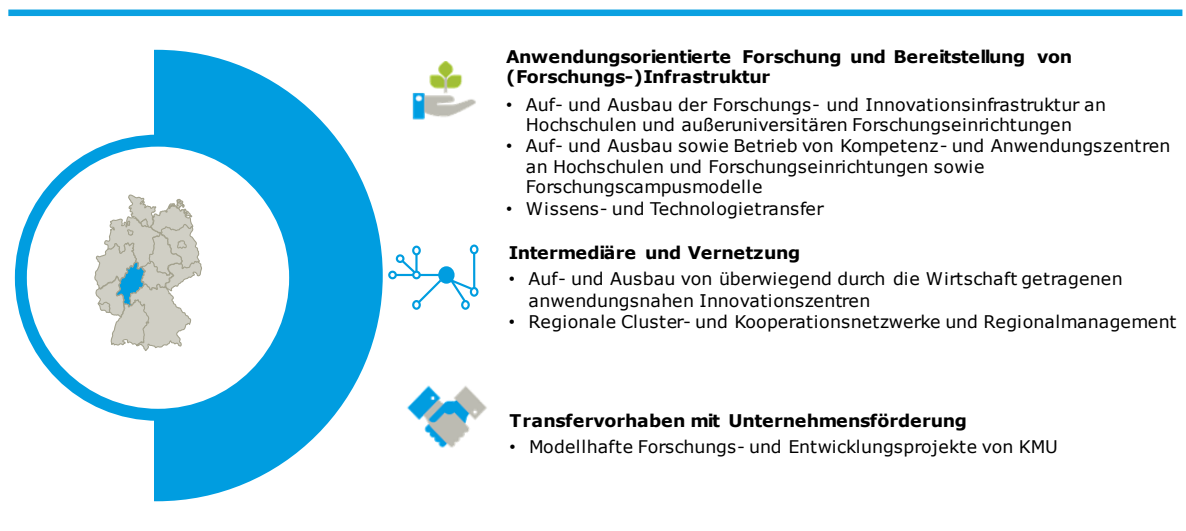 Anwendungsorientierte Forschung und Bereitstellung von
(Forschungs-)Infrastruktur
• Auf- und Ausbau der Forschungs- und Innovationsinfrastruktur an
Hochschulen und außeruniversitären Forschungseinrichtungen
• Auf- und Ausbau sowie Betrieb von Kompetenz- und Anwendungszentren
an Hochschulen und Forschungseinrichtungen sowie
Forschungscampusmodelle
• Wissens- und Technologietransfer
Intermediäre und Vernetzung
• Auf- und Ausbau von überwiegend durch die Wirtschaft getragenen
anwendungsnahen Innovationszentren
• Regionale Cluster- und Kooperationsnetzwerke und Regionalmanagement
Transfervorhaben mit Unternehmensförderung
• Modellhafte Forschungs- und Entwicklungsprojekte von KMU